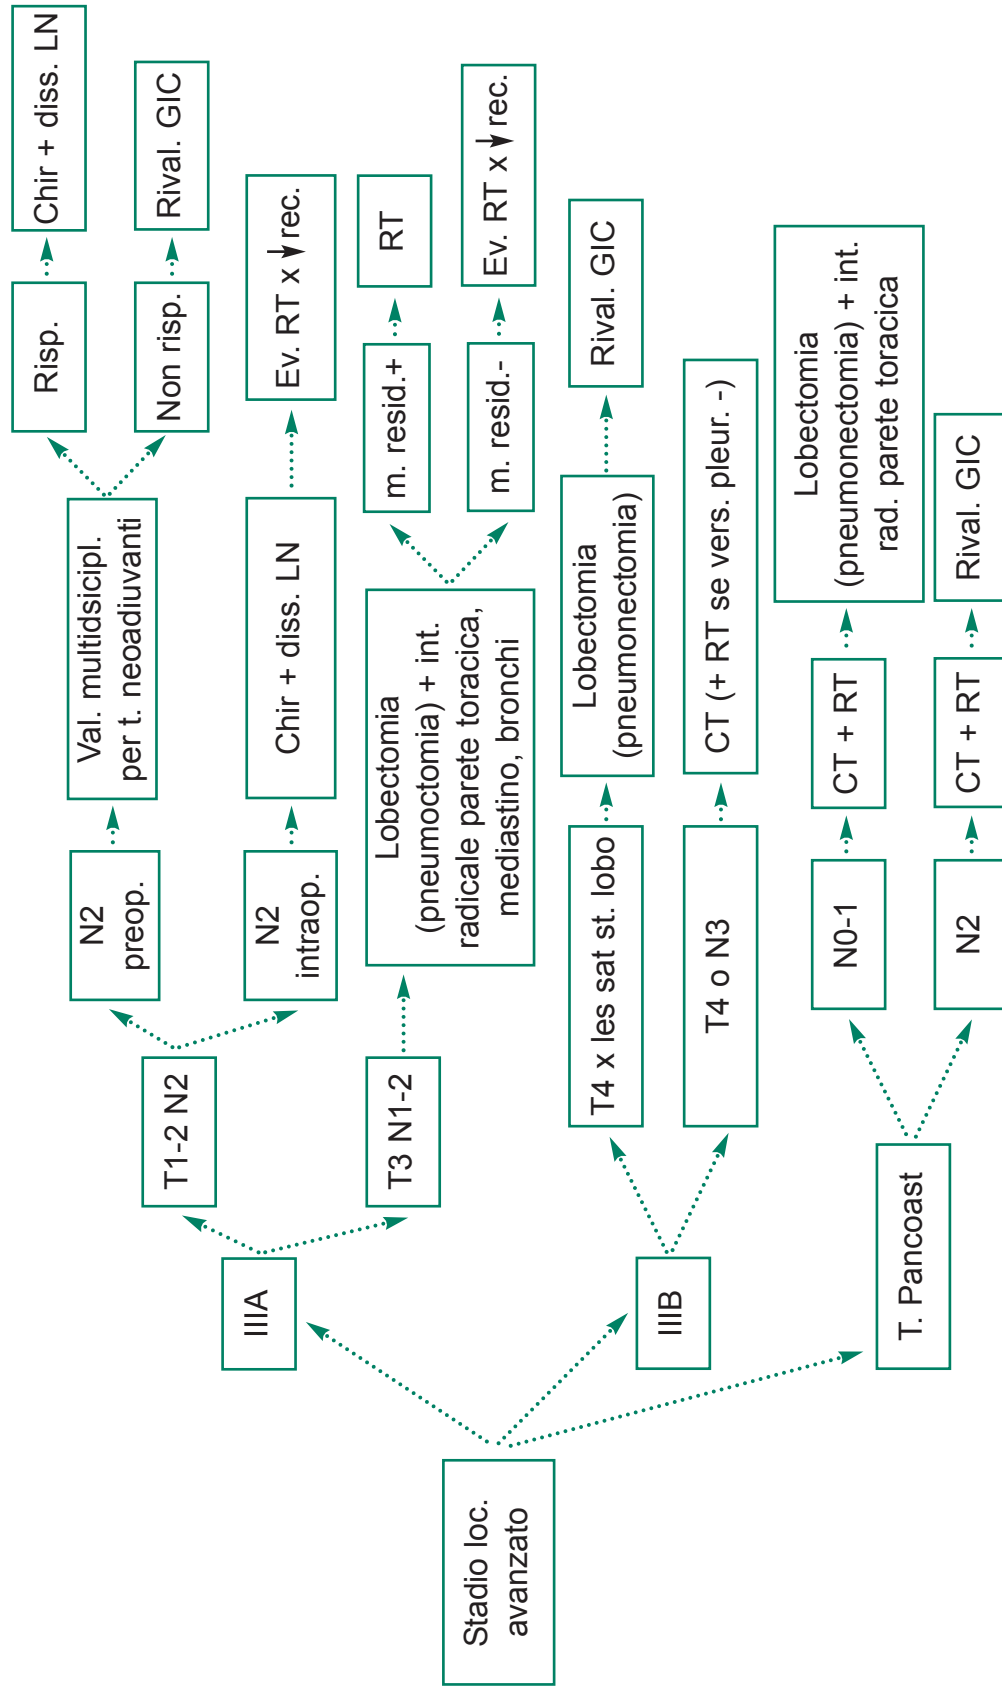 Stadio loc.
avanzato
IIIA
T1-2 N2
N2
preop.
Val. multidsicipl.
per t. neoadiuvanti
Risp.
Chir + diss. LN
Non risp.
Rival. GIC
N2
intraop.
Chir + diss. LN
Ev. RT x ↓ rec.
T3 N1-2
Lobectomia
(pneumoctomia) + int.
radicale parete toracica,
mediastino, bronchi
m. resid.+
RT
m. resid.-
Ev. RT x ↓ rec.
IIIB
T4 x les sat st. lobo
Lobectomia
(pneumonectomia)
Rival. GIC
T4 o N3
CT (+ RT se vers. pleur. -)
T. Pancoast
N0-1
CT + RT
Lobectomia
(pneumonectomia) + int.
rad. parete toracica
N2
CT + RT
Rival. GIC